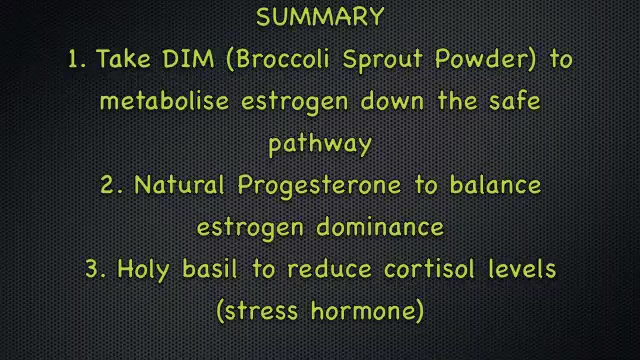 SUMMARY
1. Take DIM (Broccoli Sprout Powder) to
metabolise estrogen down the safe
pathway
2. Natural Progesterone to balance
estrogen dominance
3. Holy basil to reduce cortisol levels
(stress hormone)